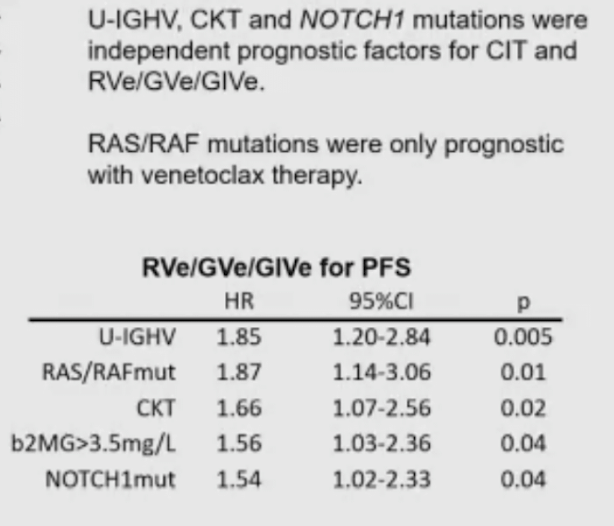 U-IGHV, CKT and NOTCH1 mutations were
independent prognostic factors for CIT and
RVe/GVe/GIVe.
RAS/RAF mutations were only prognostic
with venetoclax therapy.
RVe/GVe/GIVe for PFS
HR 95%CI p
U-IGHV 1.85 1.20-2.84 0.005
RAS/RAFmut 1.87 1.14-3.06 0.01
CKT 1.66 1.07-2.56 0.02
b2MG>3.5mg/L 1.56 1.03-2.36 0.04
NOTCH1mut 1.54 1.02-2.33 0.04